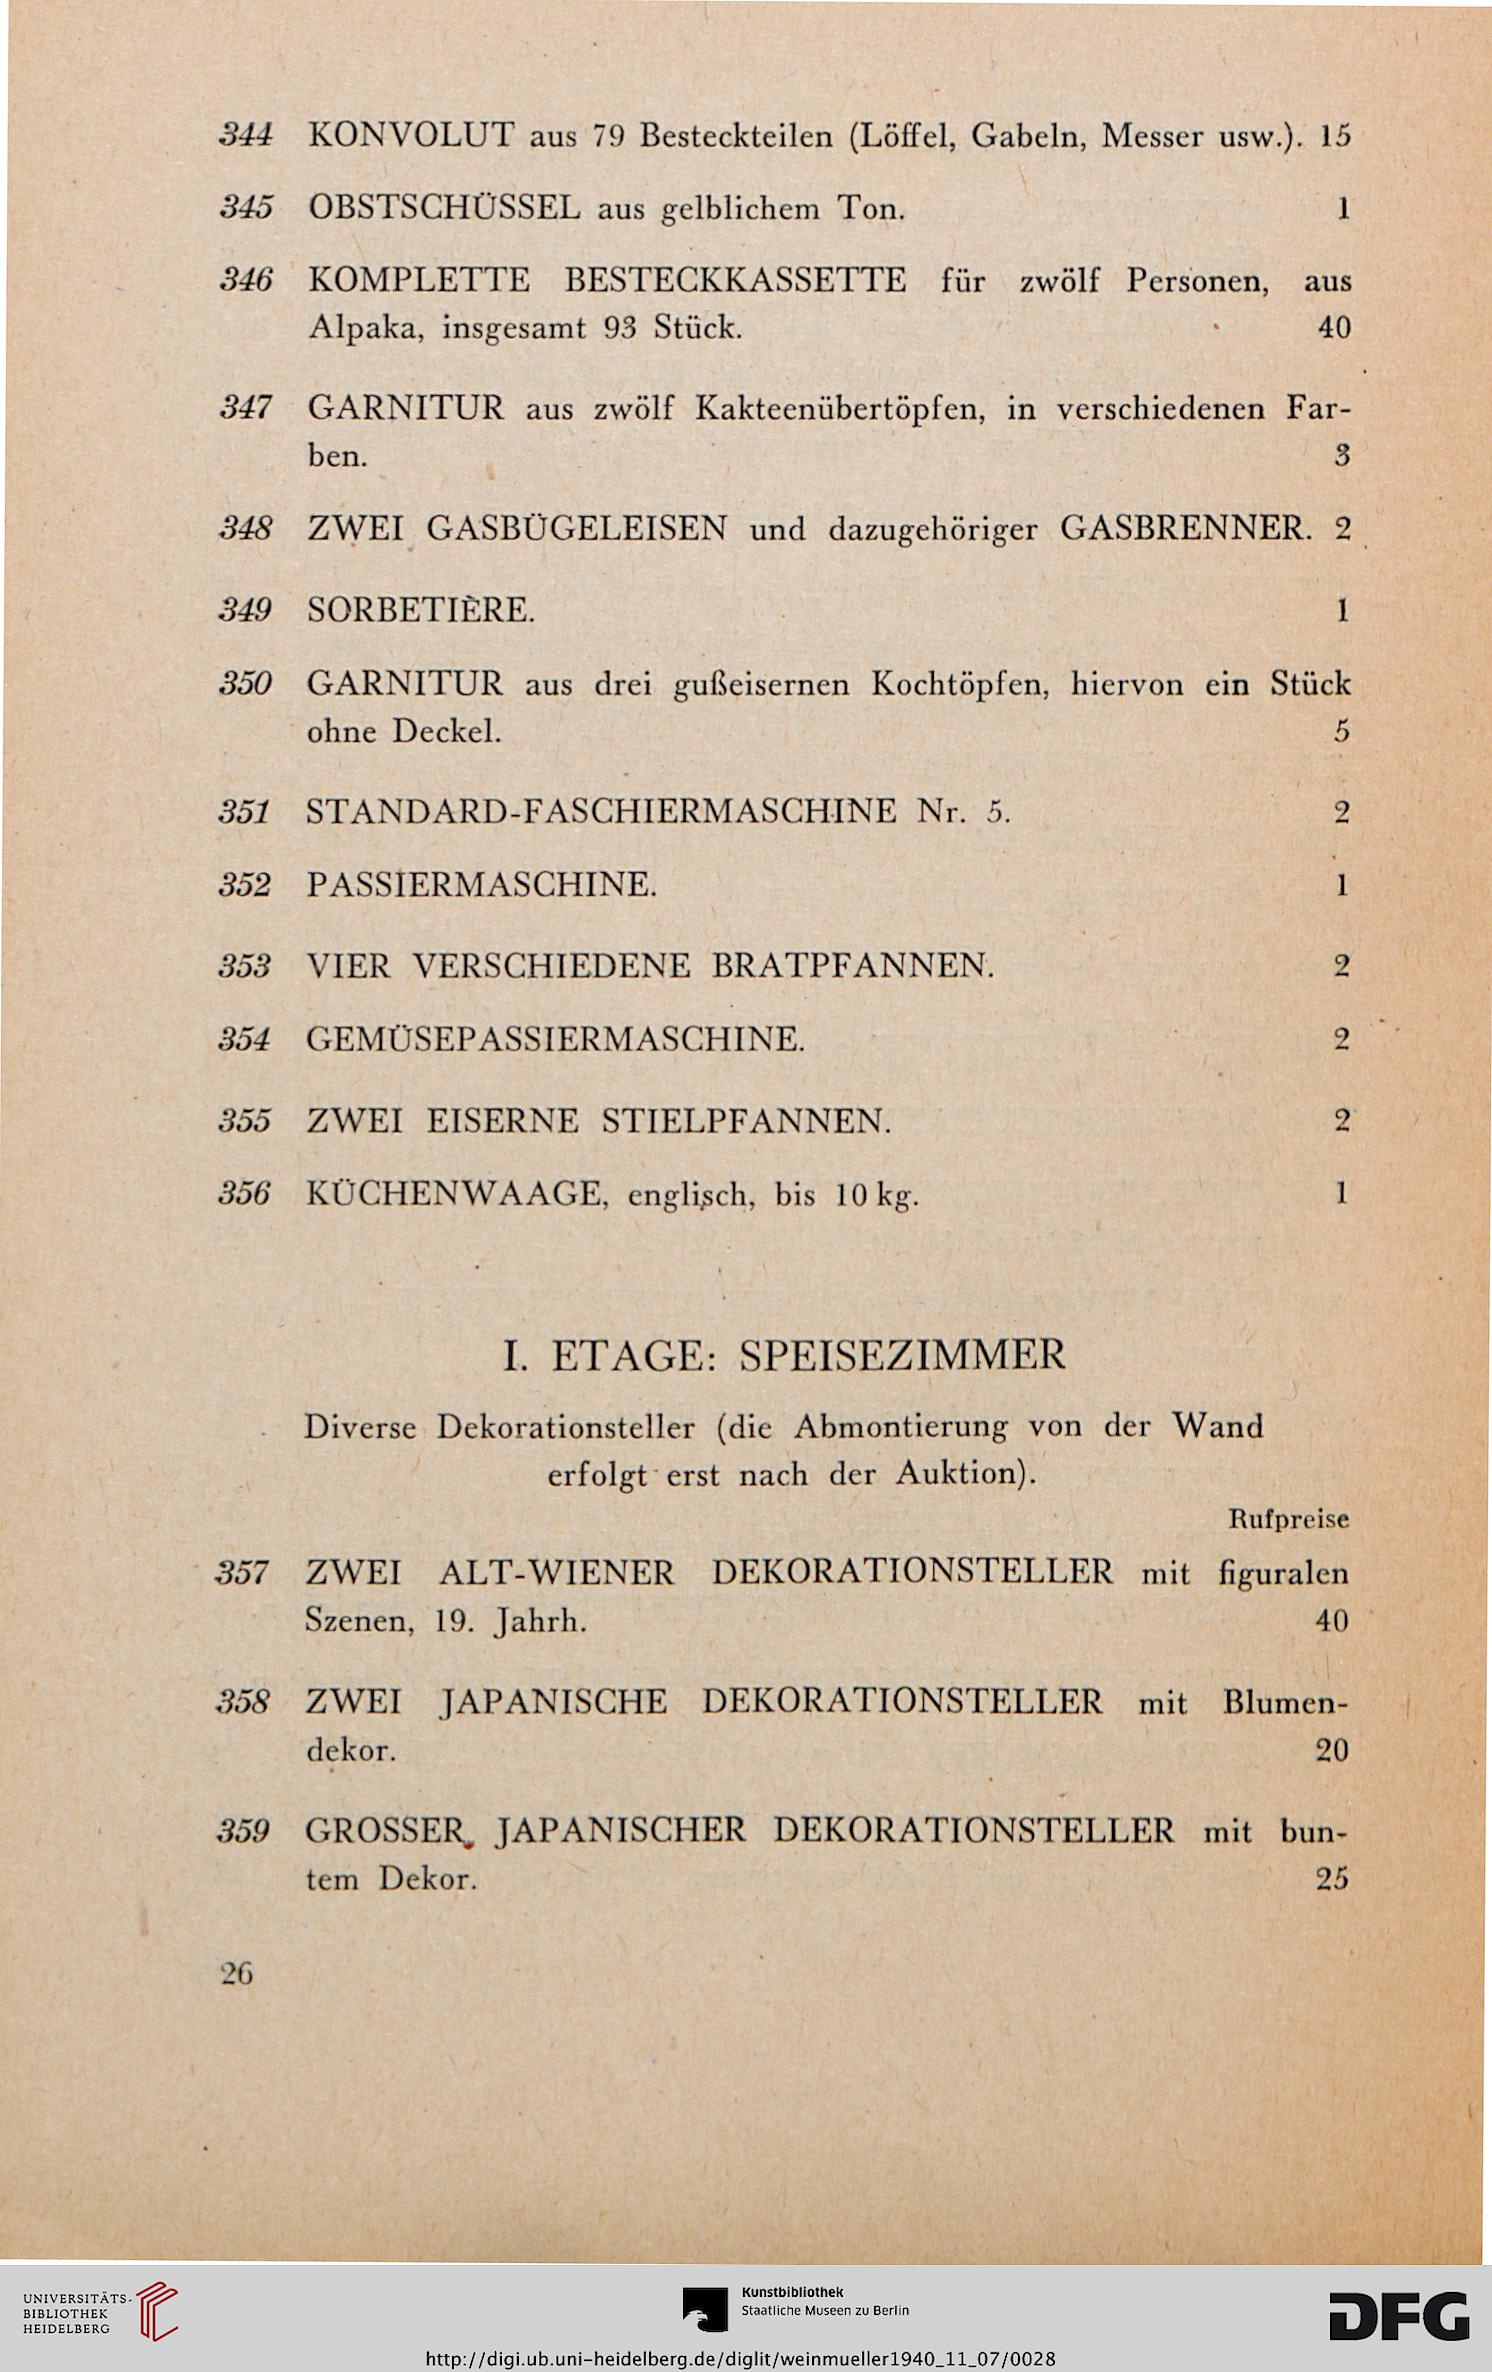 344 KONVOLUT aus 79 Besteckteilen (Löffel, Gabeln, Messer usw.). 15
345 OBSTSCHÜSSEL aus gelblichem Ton. 1
346 KOMPLETTE BESTECKKASSETTE für zwölf Personen, aus
Alpaka, insgesamt 93 Stück. 40
347 GARNITUR aus zwölf Kakteenübertöpfen, in verschiedenen Far-
ben. 3
348 ZWEI GASBÜGELEISEN und dazugehöriger GASBRENNER. 2
349 SORBETIÈRE. 1
350 GARNITUR aus drei gußeisernen Kochtöpfen, hiervon ein Stück
ohne Deckel. 5
351 STANDARD-FASCHIERMASCHINE Nr. 5. 2
352 PASSIERMASCHINE. 1
353 VIER VERSCHIEDENE BRATPFANNEN. 2
354 GEMÜSEPASSIERMASCHINE. 2
355 ZWEI EISERNE STIELPFANNEN. 2
356 KÜCHENWAAGE, englisch, bis 10 kg. 1
I. ETAGE: SPEISEZIMMER
Diverse Dekorationsteller (die Abmontierung von der Wand
erfolgt erst nach der Auktion).
Rufpreise
357 ZWEI ALT-WIENER DEKORATIONSTELLER mit figuralen
Szenen, 19. Jahrh. 40
358 ZWEI JAPANISCHE DEKORATIONSTELLER mit Blumen-
dekor. 20
359 GROSSER JAPANISCHER DEKORATIONSTELLER mit bun-
tem Dekor. 25
26
UNIVERSITÄTS-
BIBLIOTHEK
HEIDELBERG
Kunstbibliothek
Staatliche Museen zu Berlin
DFG
http://digi.ub.uni-heidelberg.de/diglit/weinmueller1940_11_07/0028